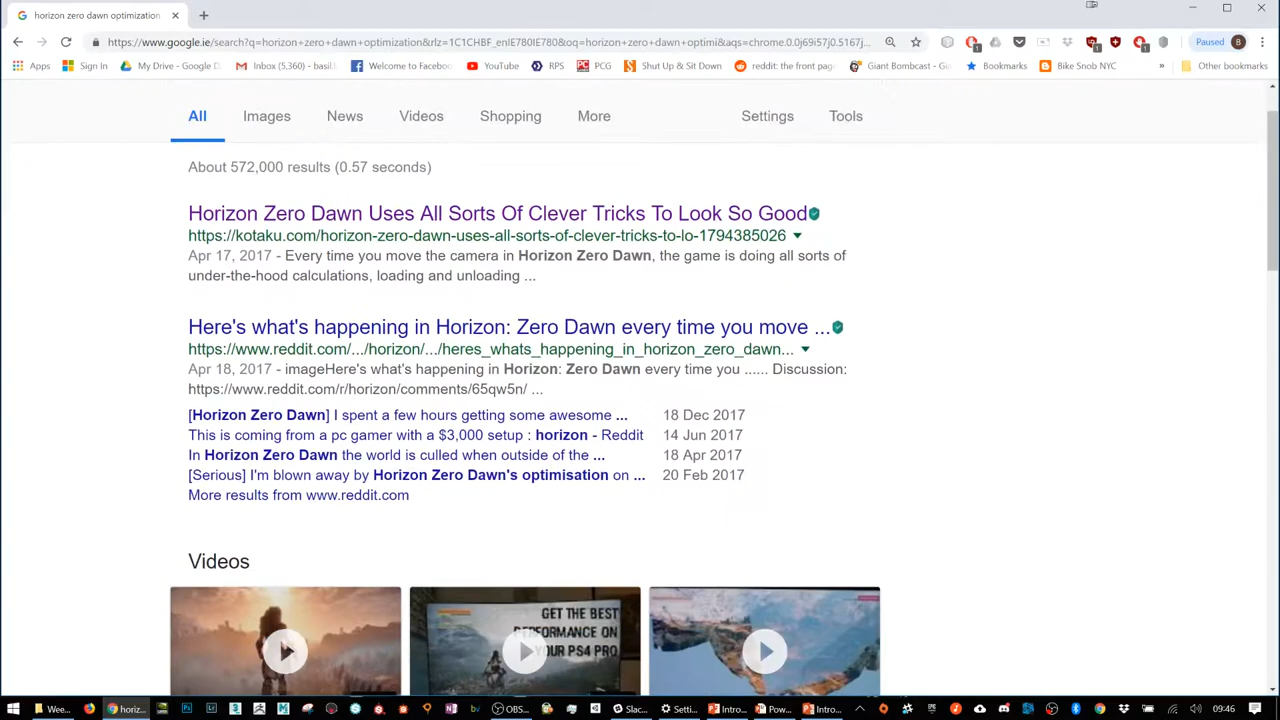 horizon zero dawn optimization
https://www.google.ie/search?q=horizon+zero+dawn+optimization&rlz=1C1CHBF_enIE780IE780&oq=horizon+zero+dawn+optimi&aqs=chrome.0.0j69i57j0.5167j...
Paused B
Apps Sign In My Drive - Google D Inbox (5,360) - basil.l Welcome to Faceboo YouTube RPS PCG Shut Up & Sit Down reddit: the front page Giant Bombcast - Gi Bookmarks Bike Snob NYC » Other bookmarks
All Images News Videos Shopping More Settings Tools
About 572,000 results (0.57 seconds)
Horizon Zero Dawn Uses All Sorts Of Clever Tricks To Look So Good
https://kotaku.com/horizon-zero-dawn-uses-all-sorts-of-clever-tricks-to-lo-1794385026
Apr 17, 2017 - Every time you move the camera in Horizon Zero Dawn, the game is doing all sorts of
under-the-hood calculations, loading and unloading ...
Here's what's happening in Horizon: Zero Dawn every time you move ...
https://www.reddit.com/.../horizon/.../heres_whats_happening_in_horizon_zero_dawn...
Apr 18, 2017 - imageHere's what's happening in Horizon: Zero Dawn every time you ...... Discussion:
https://www.reddit.com/r/horizon/comments/65qw5n/ ...
[Horizon Zero Dawn] I spent a few hours getting some awesome ... 18 Dec 2017
This is coming from a pc gamer with a $3,000 setup : horizon - Reddit 14 Jun 2017
In Horizon Zero Dawn the world is culled when outside of the ... 18 Apr 2017
[Serious] I'm blown away by Horizon Zero Dawn's optimisation on ... 20 Feb 2017
More results from www.reddit.com
Videos
GET THE BEST
PERFORMANCE ON
YOUR PS4 PRO
Wee... horiz... OBS... Slac... Setti... Intro... Pow... Intro... 09:46